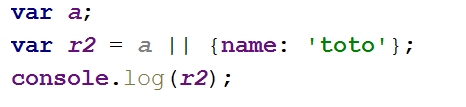 var a;
var r2 = a || {name: 'toto'};
console.log(r2);